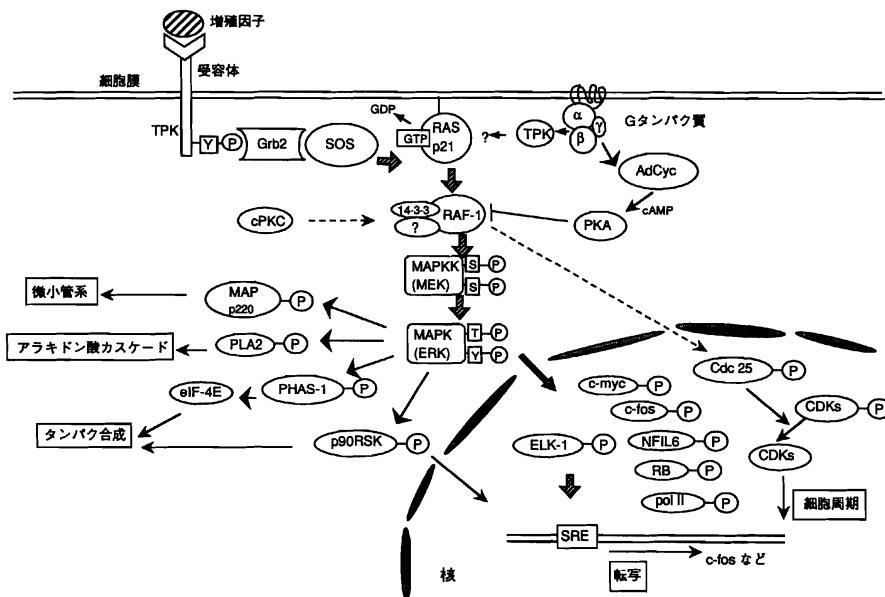 増殖因子
受容体
細胞膜
TPK
Y
P
Grb2
SOS
GDP
GTP
RAS
p21
?
TPK
α
β
γ
Gタンパク質
AdCyc
cAMP
PKA
cPKC
14-3-3
?
RAF-1
MAPKK
(MEK)
S
P
S
P
MAPK
(ERK)
T
P
Y
P
微小管系
MAP
p220
P
アラキドン酸カスケード
PLA2
P
eIF-4E
PHAS-1
P
タンパク合成
p90RSK
P
c-myc
P
c-fos
P
ELK-1
P
NFIL6
P
RB
P
pol II
P
Cdc 25
P
CDKs
P
CDKs
細胞周期
SRE
転写
c-fos など
核